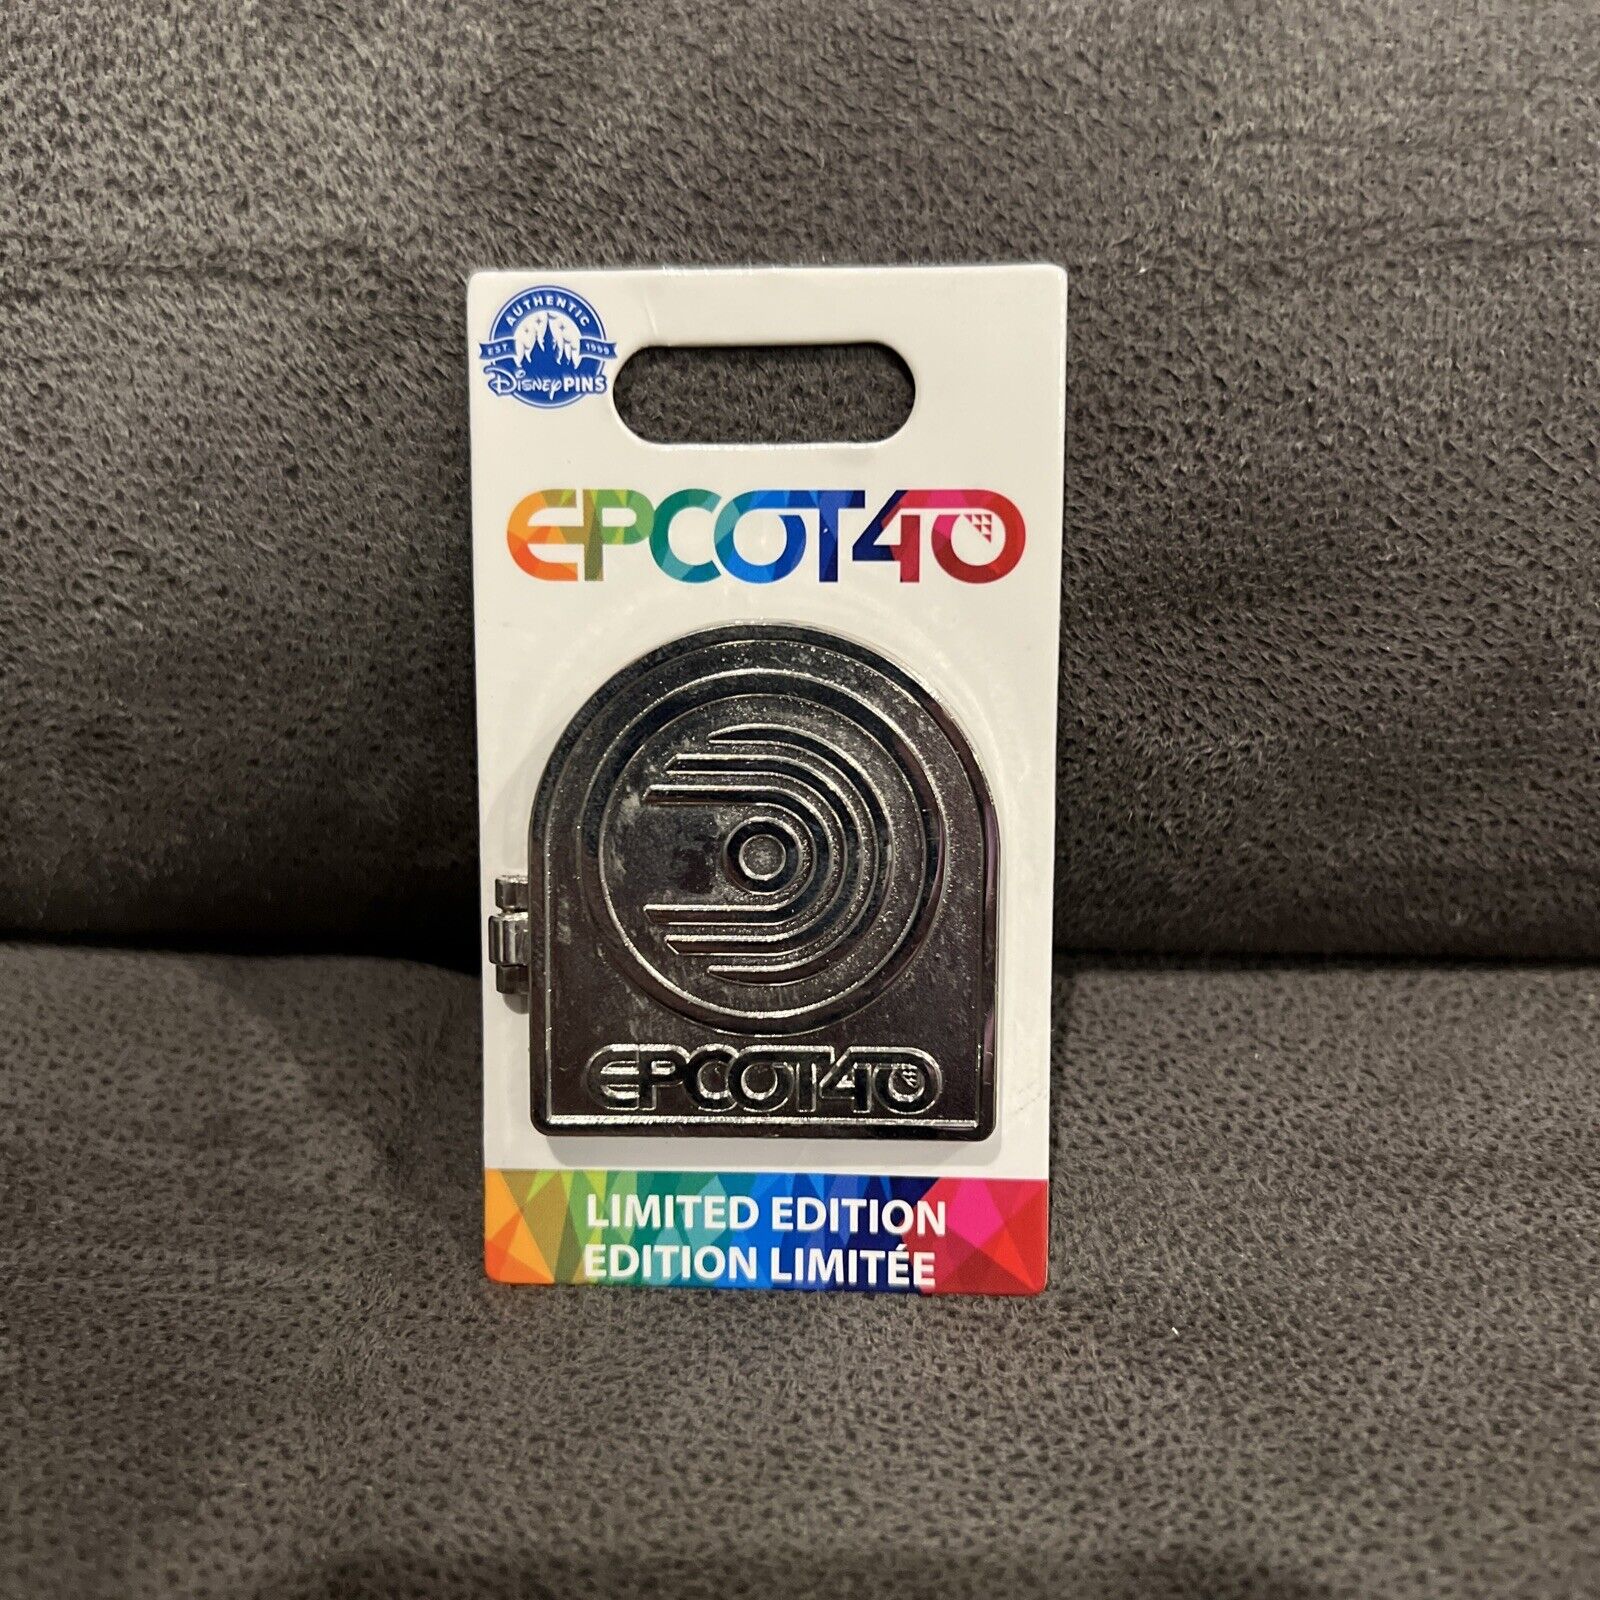 AUTHENTIC
EST. 1999
Disney PINS
EPCOT40
EPCOT40
LIMITED EDITION
EDITION LIMITÉE